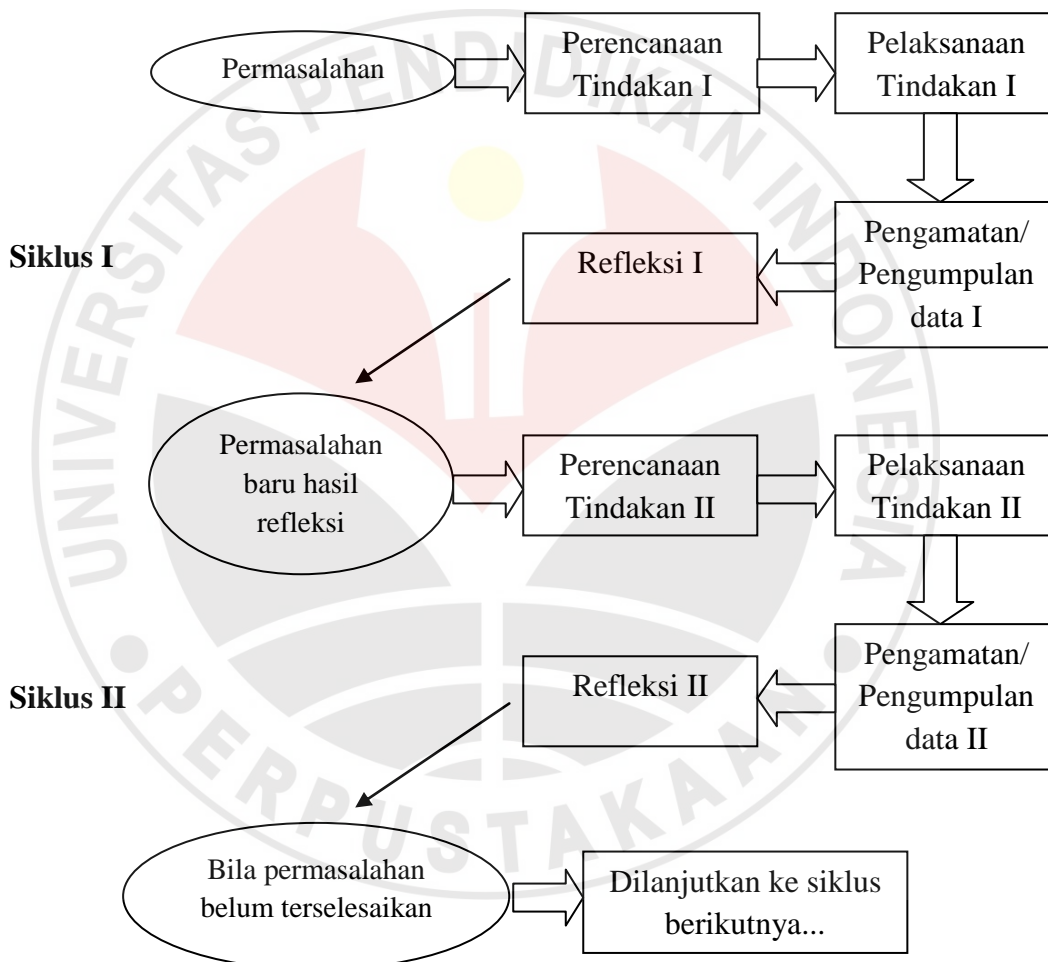 Permasalahan
Perencanaan
Tindakan I
Pelaksanaan
Tindakan I
Siklus I
Refleksi I
Pengamatan/
Pengumpulan
data I
Permasalahan
baru hasil
refleksi
Perencanaan
Tindakan II
Pelaksanaan
Tindakan II
Siklus II
Refleksi II
Pengamatan/
Pengumpulan
data II
Bila permasalahan
belum terselesaikan
Dilanjutkan ke siklus
berikutnya...
UNIVERSITAS PENDIDIKAN INDONESIA
PERPUSTAKAAN